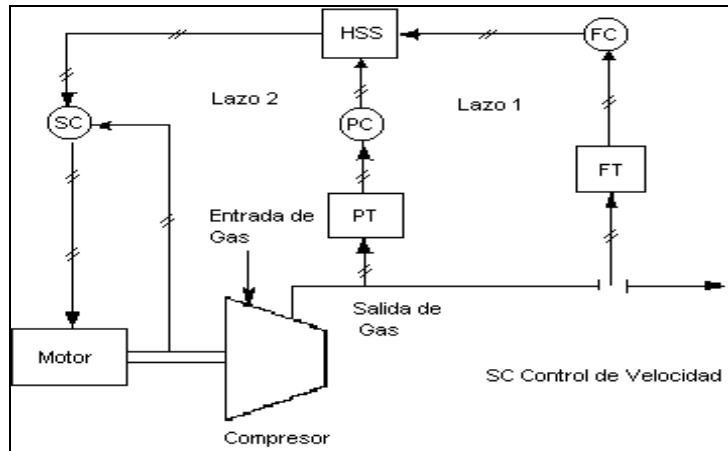 HSS
FC
Lazo 2
Lazo 1
SC
PC
FT
PT
Entrada de
Gas
Salida de
Gas
Motor
SC Control de Velocidad
Compresor